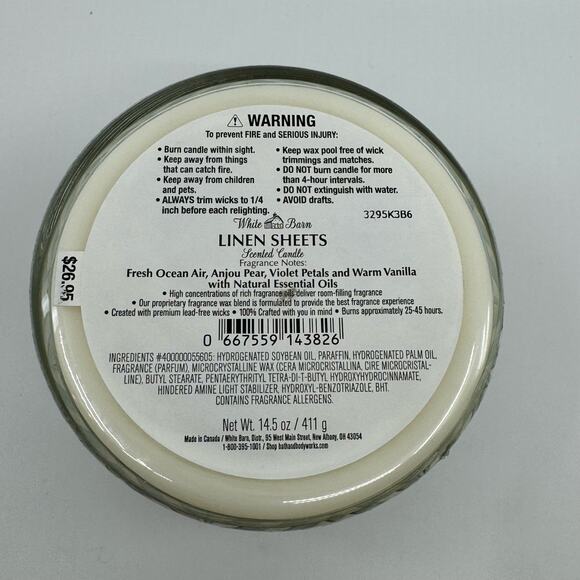 ⚠ WARNING
To prevent FIRE and SERIOUS INJURY:
• Burn candle within sight.
• Keep away from things
that can catch fire.
• Keep away from children
and pets.
• ALWAYS trim wicks to 1/4
inch before each relighting.
• Keep wax pool free of wick
trimmings and matches.
• DO NOT burn candle for more
than 4-hour intervals.
• DO NOT extinguish with water.
• AVOID drafts.
3295K3B6
White Barn
LINEN SHEETS
Scented Candle
Fragrance Notes:
Fresh Ocean Air, Anjou Pear, Violet Petals and Warm Vanilla
with Natural Essential Oils
• High concentrations of rich fragrance oils deliver room-filling fragrance
• Our proprietary fragrance wax blend is formulated to provide the best fragrance experience
• Created with premium lead-free wicks • 100% Crafted with you in mind • Burns approximately 25-45 hours.
$26.95
0 667559 143826
INGREDIENTS #400000055605: HYDROGENATED SOYBEAN OIL, PARAFFIN, HYDROGENATED PALM OIL,
FRAGRANCE (PARFUM), MICROCRYSTALLINE WAX (CERA MICROCRISTALLINA, CIRE MICROCRISTAL-
LINE), BUTYL STEARATE, PENTAERYTHRITYL TETRA-DI-T-BUTYL HYDROXYHYDROCINNAMATE,
HINDERED AMINE LIGHT STABILIZER, HYDROXYL-BENZOTRIAZOLE, BHT.
CONTAINS FRAGRANCE ALLERGENS.
Net Wt. 14.5 oz / 411 g
Made in Canada / White Barn, Distr., 95 West Main Street, New Albany, OH 43054
1-800-395-1001 / Shop bathandbodyworks.com